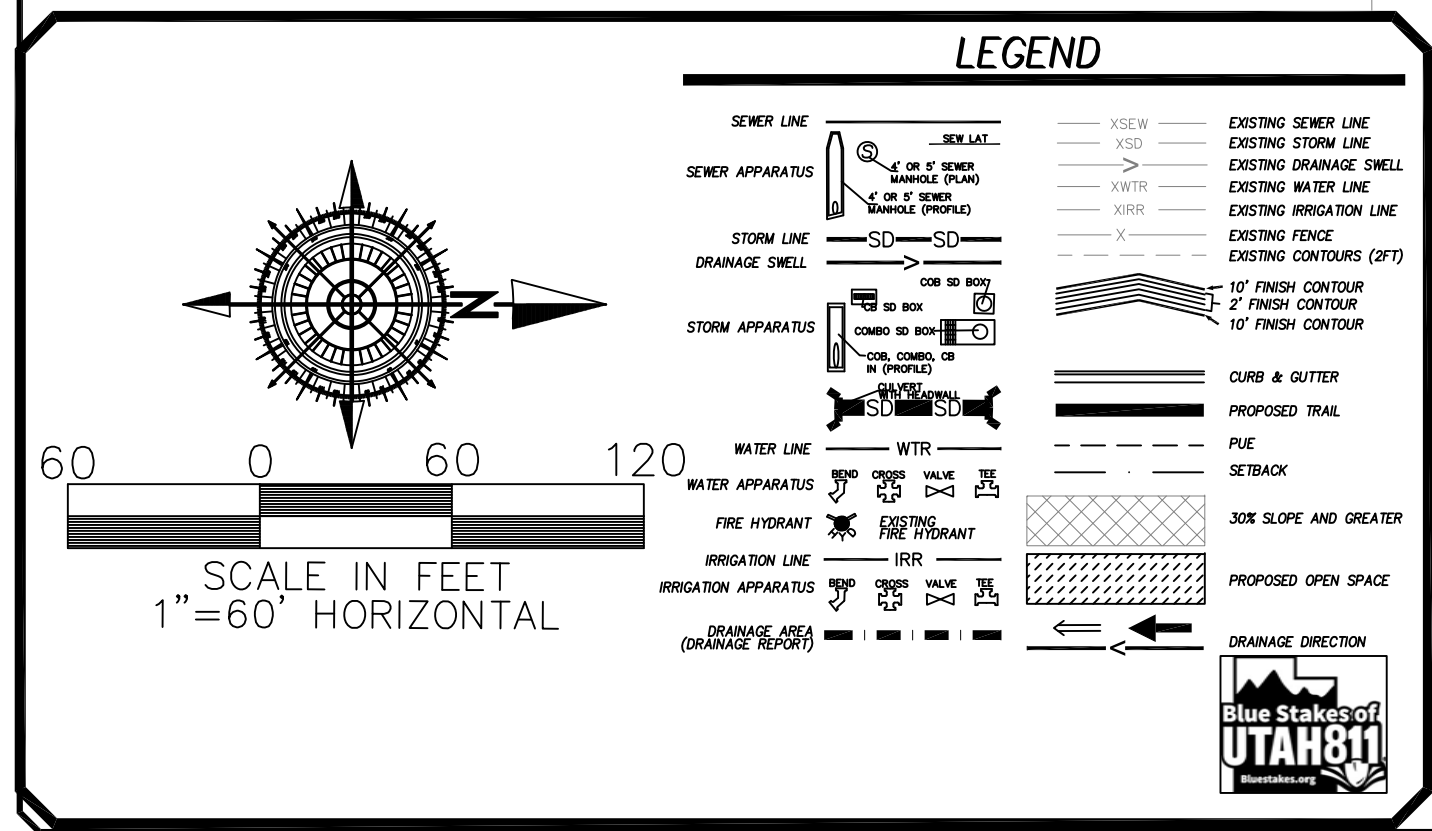 LEGEND
N
60 0 60 120
SCALE IN FEET
1"=60' HORIZONTAL
SEWER LINE
SEW LAT
SEWER APPARATUS
S
4' OR 5' SEWER
MANHOLE (PLAN)
4' OR 5' SEWER
MANHOLE (PROFILE)
STORM LINE
SD SD
DRAINAGE SWELL
>
STORM APPARATUS
COB SD BOX
CB SD BOX
COMBO SD BOX
COB, COMBO, CB
IN (PROFILE)
CULVERT
WITH HEADWALL
SD SD
WATER LINE
WTR
WATER APPARATUS
BEND CROSS VALVE TEE
FIRE HYDRANT
EXISTING
FIRE HYDRANT
IRRIGATION LINE
IRR
IRRIGATION APPARATUS
BEND CROSS VALVE TEE
DRAINAGE AREA
(DRAINAGE REPORT)
XSEW EXISTING SEWER LINE
XSD EXISTING STORM LINE
> EXISTING DRAINAGE SWELL
XWTR EXISTING WATER LINE
XIRR EXISTING IRRIGATION LINE
X EXISTING FENCE
EXISTING CONTOURS (2FT)
10' FINISH CONTOUR
2' FINISH CONTOUR
10' FINISH CONTOUR
CURB & GUTTER
PROPOSED TRAIL
PUE
SETBACK
30% SLOPE AND GREATER
PROPOSED OPEN SPACE
< DRAINAGE DIRECTION
Blue Stakes of
UTAH811
Bluestakes.org